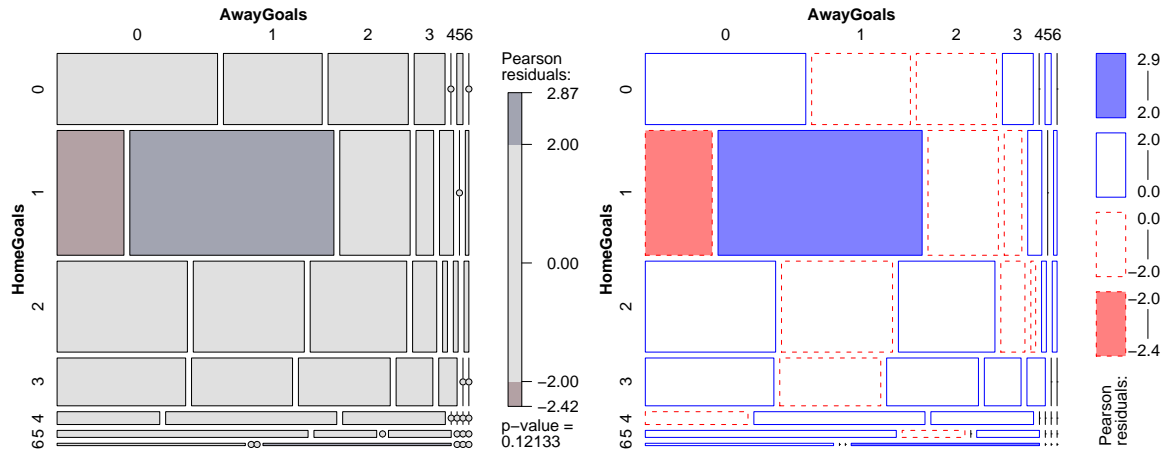 AwayGoals
0 1 2 3 456
HomeGoals
0
1
2
3
4
65
Pearson
residuals:
2.87
2.00
0.00
−2.00
−2.42
p-value =
0.12133
AwayGoals
0 1 2 3 456
HomeGoals
0
1
2
3
4
65
2.9
2.0
2.0
0.0
0.0
−2.0
−2.0
−2.4
Pearson
residuals: